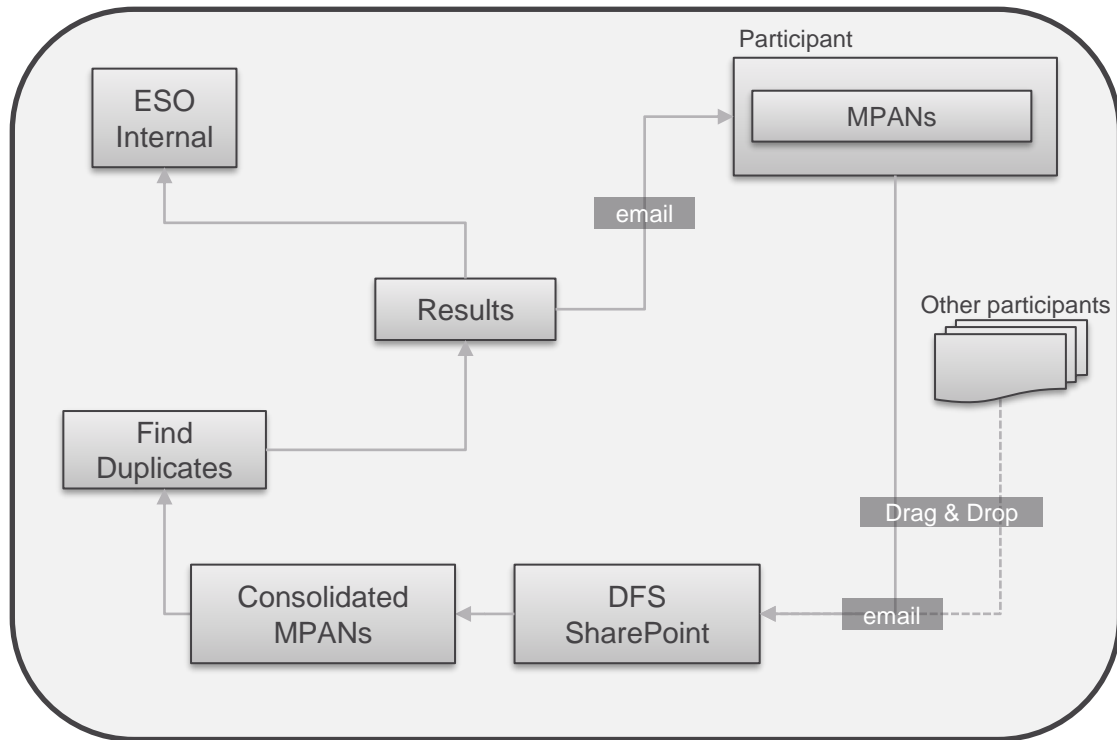 Participant
ESO
Internal
MPANs
email
Results
Other participants
Find
Duplicates
Drag & Drop
Consolidated
MPANs
DFS
SharePoint
email